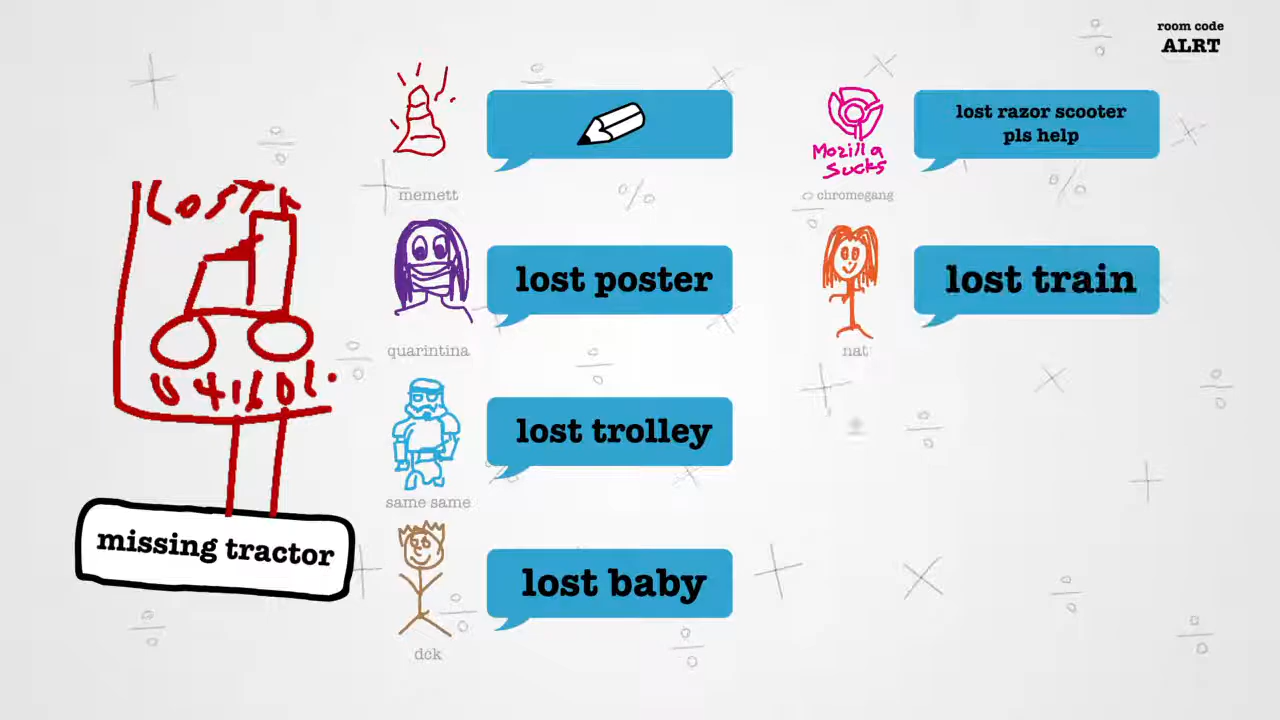 room code
ALRT
LOST
missing tractor
memett
quarintina
lost poster
same same
lost trolley
dck
lost baby
Mozilla
Sucks
chromegang
lost razor scooter
pls help
nat
lost train